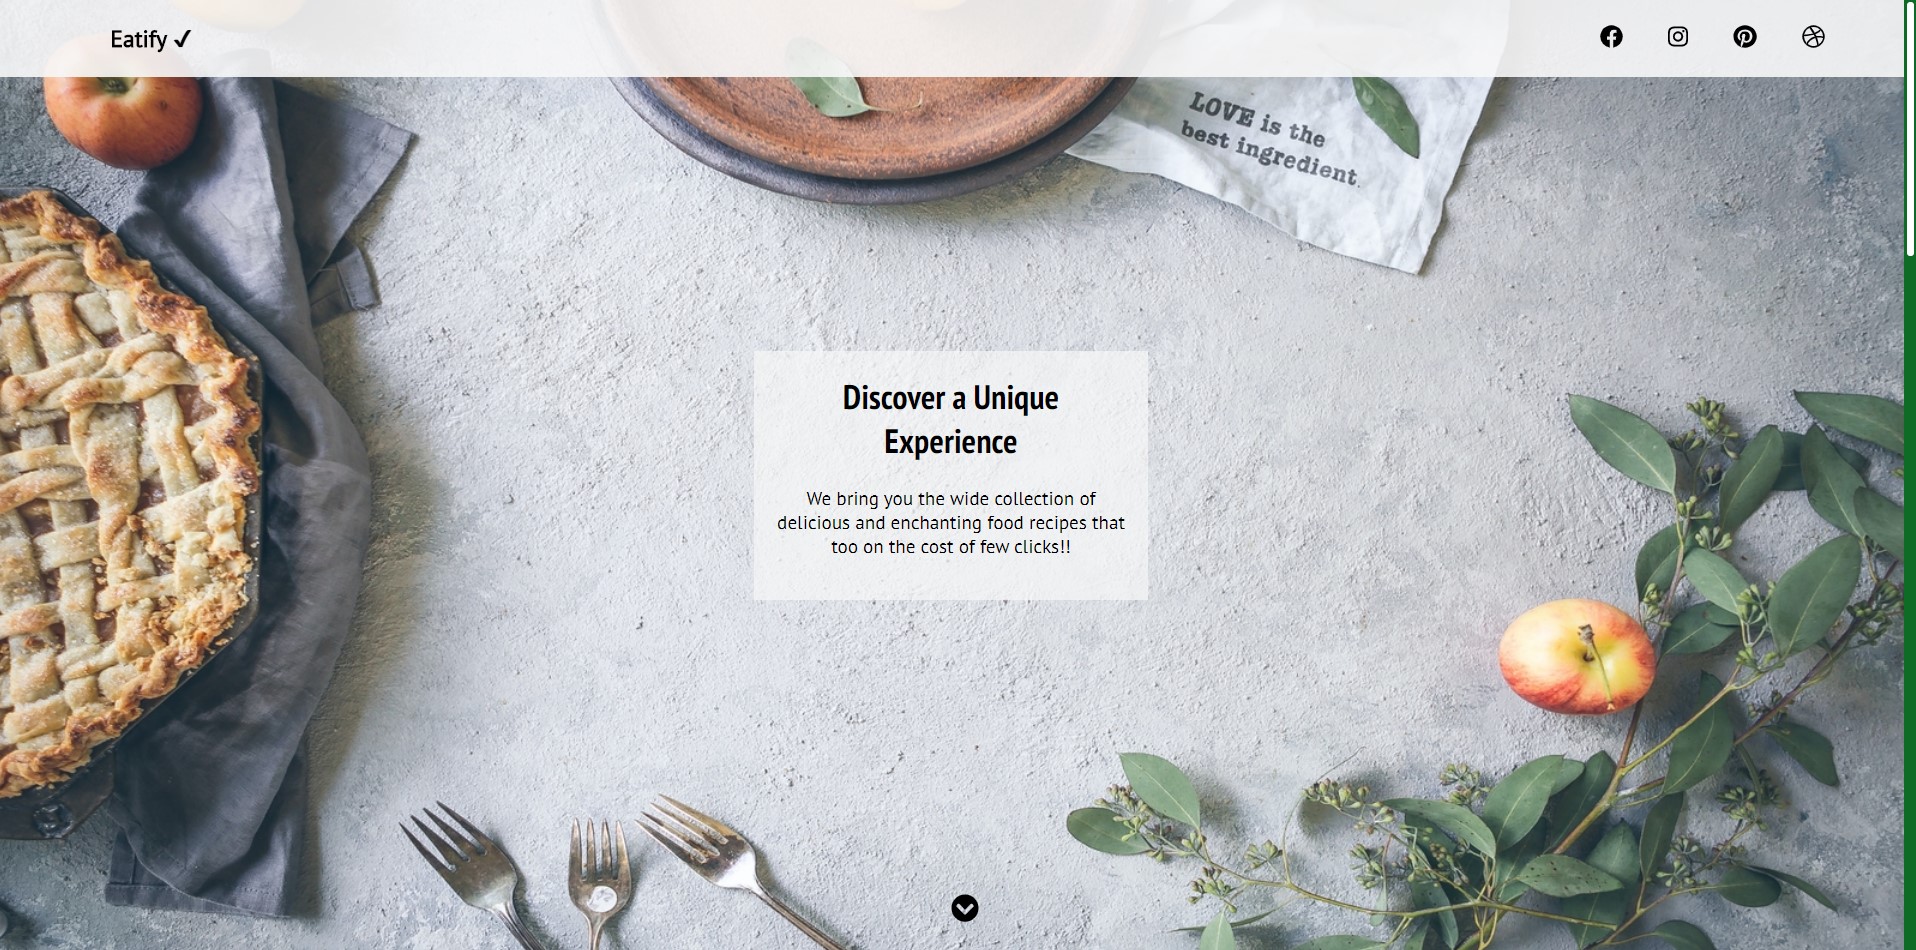 Eatify ✓
LOVE is the
best ingredient.
Discover a Unique
Experience
We bring you the wide collection of
delicious and enchanting food recipes that
too on the cost of few clicks!!